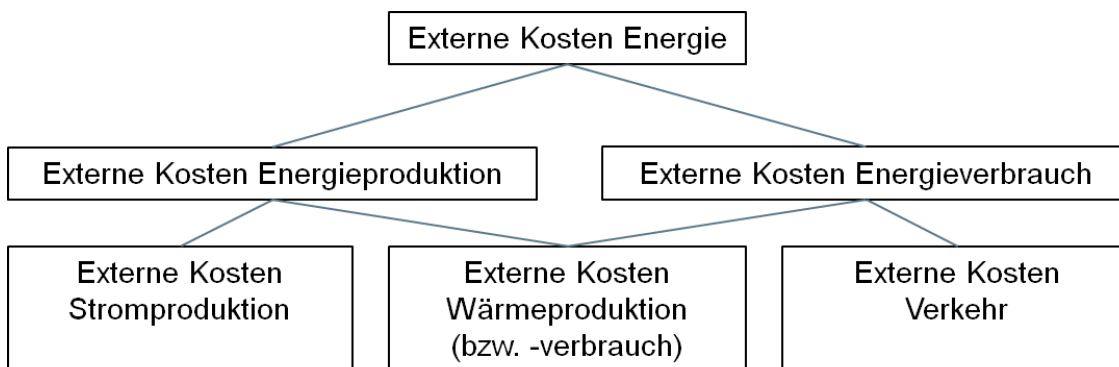 Externe Kosten Energie
Externe Kosten Energieproduktion
Externe Kosten Energieverbrauch
Externe Kosten
Stromproduktion
Externe Kosten
Wärmeproduktion
(bzw. -verbrauch)
Externe Kosten
Verkehr